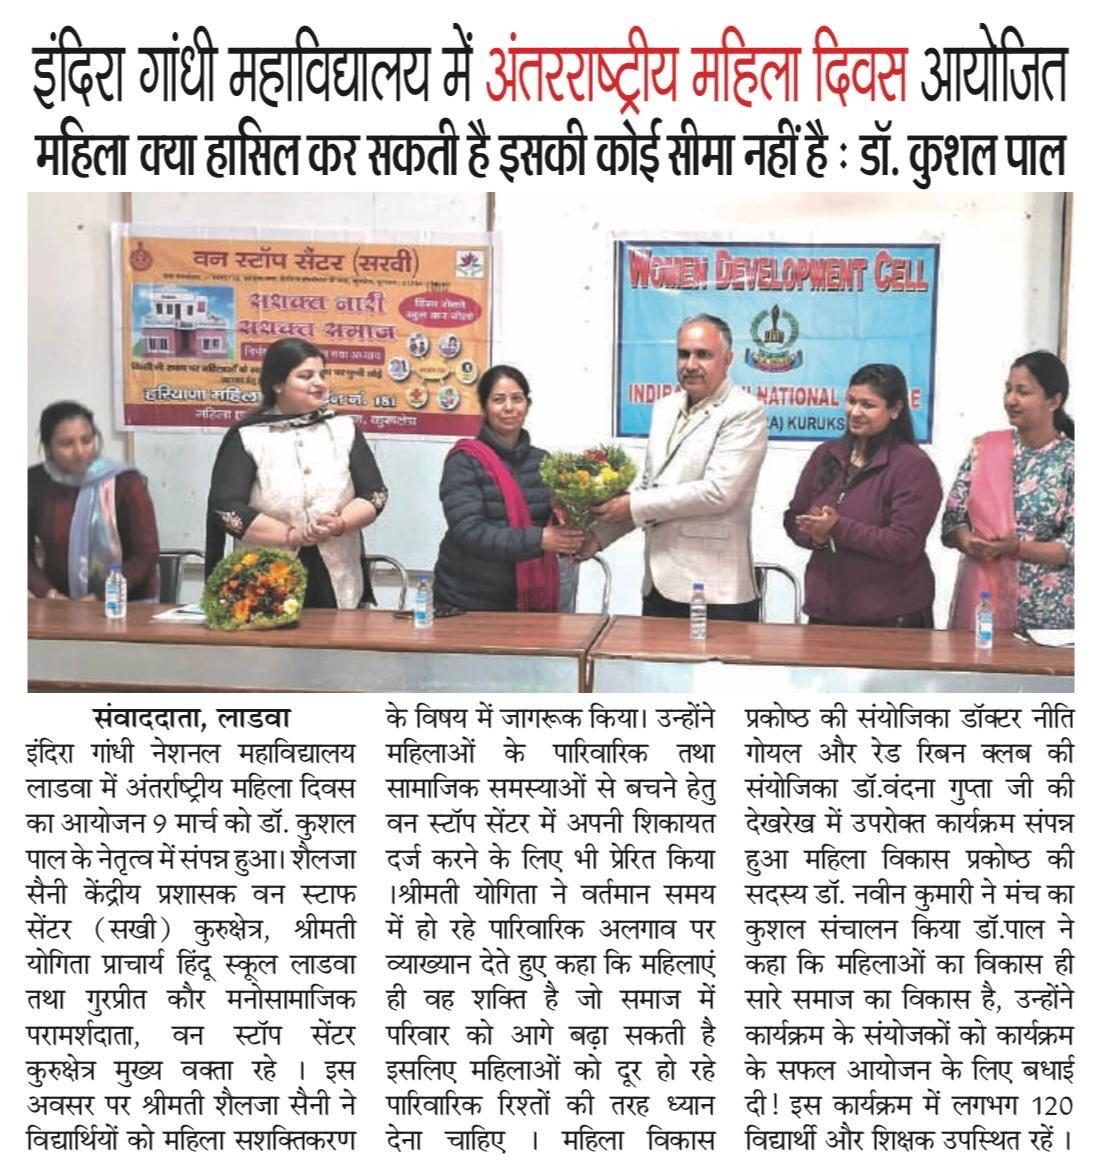 इंदिरा गांधी महाविद्यालय में अंतरराष्ट्रीय महिला दिवस आयोजित
महिला क्या हासिल कर सकती है इसकी कोई सीमा नहीं है : डॉ. कुशल पाल
वन स्टॉप सैंटर (सखी)
सशक्त नारी
सशक्त समाज
हिंसा रोको
खुल कर बोलो
नया अध्याय
हरियाणा महिला
न. 181
कुरूक्षेत्र
WOMEN DEVELOPMENT CELL
INDIRA
NATIONAL
KURUKS
संवाददाता, लाडवा
इंदिरा गांधी नेशनल महाविद्यालय
लाडवा में अंतर्राष्ट्रीय महिला दिवस
का आयोजन 9 मार्च को डॉ. कुशल
पाल के नेतृत्व में संपन्न हुआ। शैलजा
सैनी केंद्रीय प्रशासक वन स्टाफ
सेंटर (सखी) कुरुक्षेत्र, श्रीमती
योगिता प्राचार्य हिंदू स्कूल लाडवा
तथा गुरप्रीत कौर मनोसामाजिक
परामर्शदाता, वन स्टॉप सेंटर
कुरुक्षेत्र मुख्य वक्ता रहे । इस
अवसर पर श्रीमती शैलजा सैनी ने
विद्यार्थियों को महिला सशक्तिकरण
के विषय में जागरूक किया। उन्होंने
महिलाओं के पारिवारिक तथा
सामाजिक समस्याओं से बचने हेतु
वन स्टॉप सेंटर में अपनी शिकायत
दर्ज करने के लिए भी प्रेरित किया
।श्रीमती योगिता ने वर्तमान समय
में हो रहे पारिवारिक अलगाव पर
व्याख्यान देते हुए कहा कि महिलाएं
ही वह शक्ति है जो समाज में
परिवार को आगे बढ़ा सकती है
इसलिए महिलाओं को दूर हो रहे
पारिवारिक रिश्तों की तरह ध्यान
देना चाहिए । महिला विकास
प्रकोष्ठ की संयोजिका डॉक्टर नीति
गोयल और रेड रिबन क्लब की
संयोजिका डॉ.वंदना गुप्ता जी की
देखरेख में उपरोक्त कार्यक्रम संपन्न
हुआ महिला विकास प्रकोष्ठ की
सदस्य डॉ. नवीन कुमारी ने मंच का
कुशल संचालन किया डॉ.पाल ने
कहा कि महिलाओं का विकास ही
सारे समाज का विकास है, उन्होंने
कार्यक्रम के संयोजकों को कार्यक्रम
के सफल आयोजन के लिए बधाई
दी! इस कार्यक्रम में लगभग 120
विद्यार्थी और शिक्षक उपस्थित रहें ।